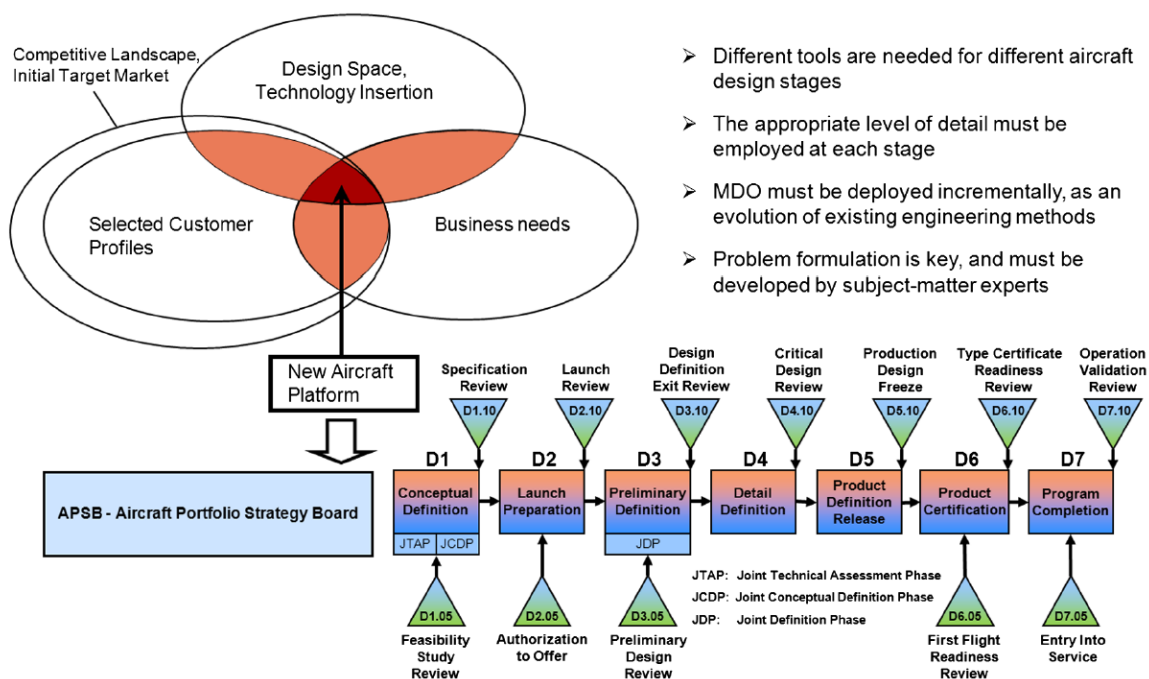 Competitive Landscape,
Initial Target Market
Design Space,
Technology Insertion
Selected Customer
Profiles
Business needs
New Aircraft
Platform
➢ Different tools are needed for different aircraft
design stages
➢ The appropriate level of detail must be
employed at each stage
➢ MDO must be deployed incrementally, as an
evolution of existing engineering methods
➢ Problem formulation is key, and must be
developed by subject-matter experts
Specification
Review
Launch
Review
Design
Definition
Exit Review
Critical
Design
Review
Production
Design
Freeze
Type Certificate
Readiness
Review
Operation
Validation
Review
D1.10
D2.10
D3.10
D4.10
D5.10
D6.10
D7.10
D1
D2
D3
D4
D5
D6
D7
APSB - Aircraft Portfolio Strategy Board
Conceptual
Definition
Launch
Preparation
Preliminary
Definition
Detail
Definition
Product
Definition
Release
Product
Certification
Program
Completion
JTAP
JCDP
JDP
JTAP: Joint Technical Assessment Phase
JCDP: Joint Conceptual Definition Phase
JDP: Joint Definition Phase
D1.05
D2.05
D3.05
D6.05
D7.05
Feasibility
Study
Review
Authorization
to Offer
Preliminary
Design
Review
First Flight
Readiness
Review
Entry Into
Service